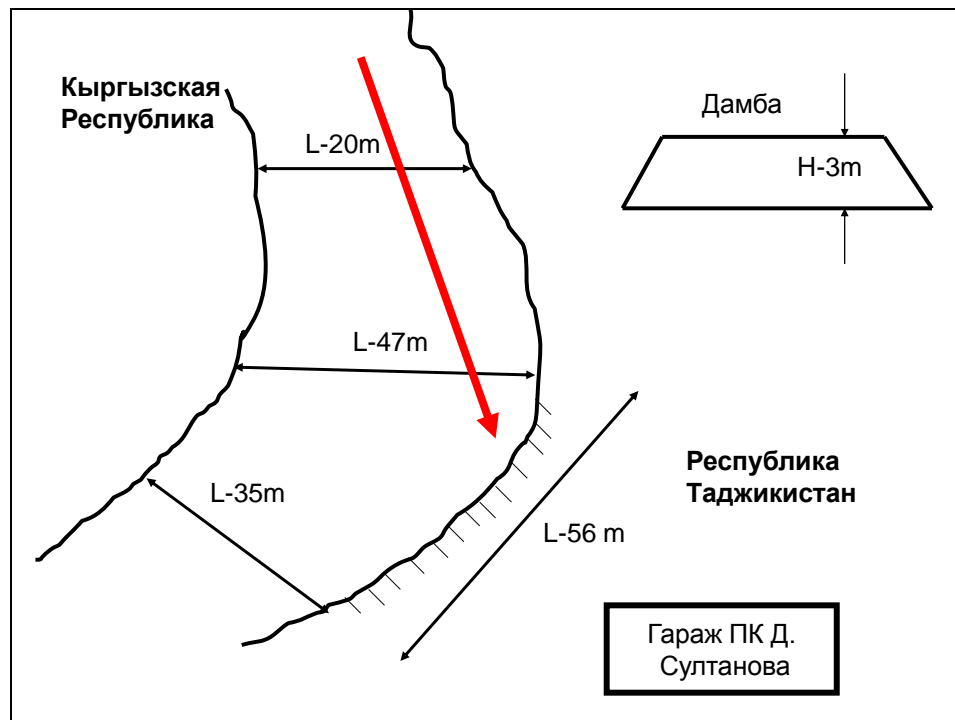 Кыргызская
Республика
Дамба
L-20m
H-3m
L-47m
Республика
Таджикистан
L-35m
L-56 m
Гараж ПК Д.
Султанова